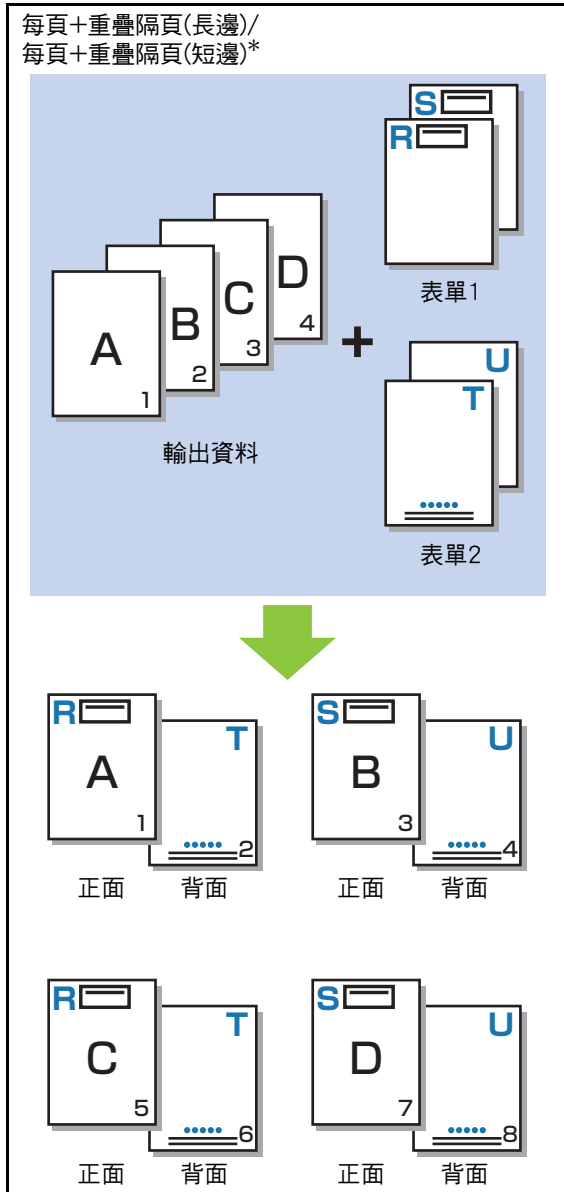 每頁+重疊隔頁(長邊)/
每頁+重疊隔頁(短邊)*
S
R
D
C
B
A
4
3
2
1
+
表單1
U
T
輸出資料
表單2
R T S U
A B
1 2 3 4
正面 背面 正面 背面
R T S U
C D
5 6 7 8
正面 背面 正面 背面